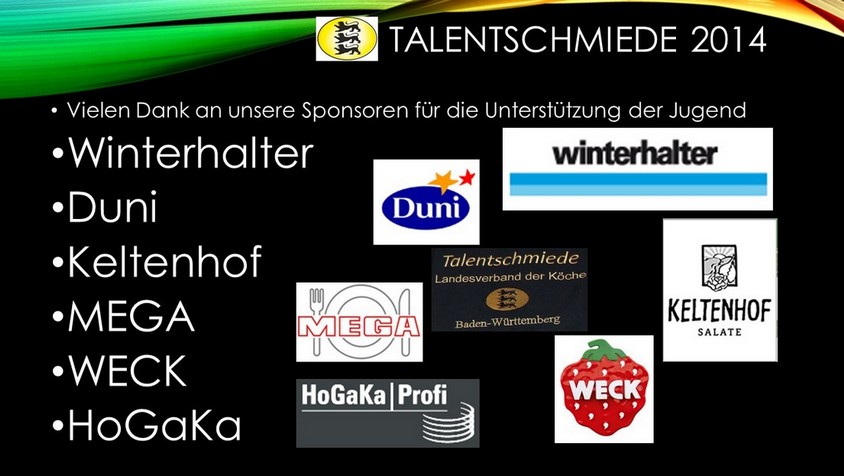 TALENTSCHMIEDE 2014
• Vielen Dank an unsere Sponsoren für die Unterstützung der Jugend
•Winterhalter
•Duni
•Keltenhof
•MEGA
•WECK
•HoGaKa
winterhalter
Duni
Talentschmiede
Landesverband der Köche
Baden-Württemberg
KELTENHOF
SALATE
MEGA
WECK
HoGaKa|Profi